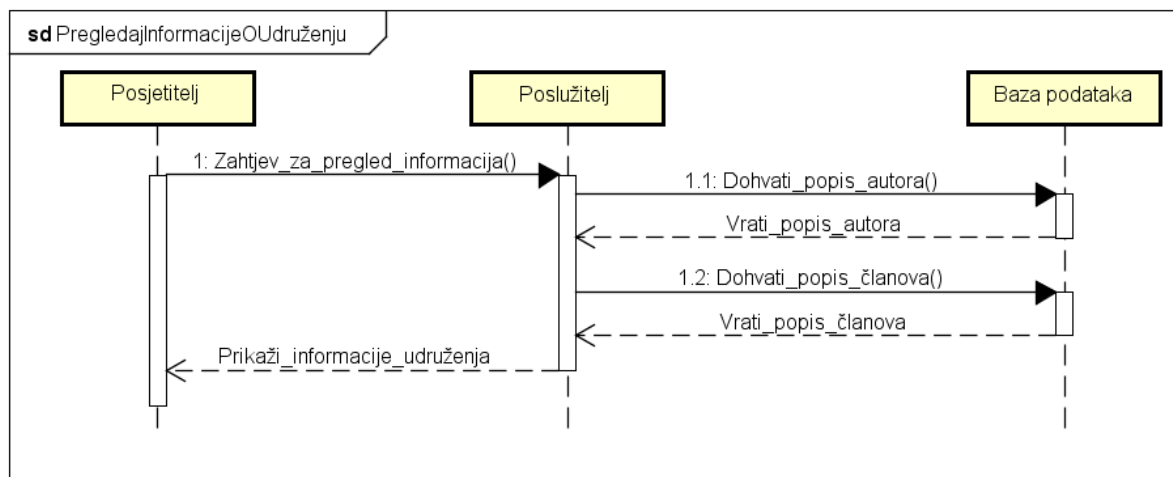 sd PregledajInformacijeOUdruženju
Posjetitelj
Poslužitelj
Baza podataka
1: Zahtjev_za_pregled_informacija()
1.1: Dohvati_popis_autora()
Vrati_popis_autora
1.2: Dohvati_popis_članova()
Vrati_popis_članova
Prikaži_informacije_udruženja